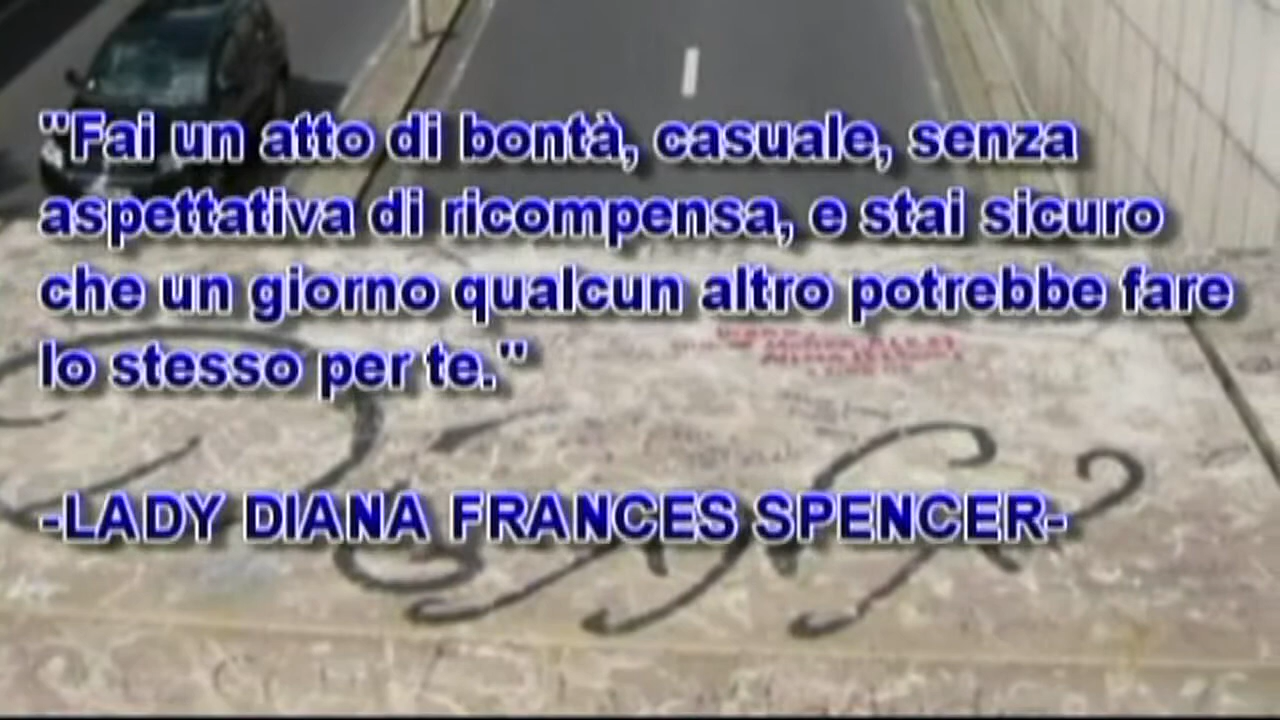 "Fai un atto di bontà, casuale, senza
aspettativa di ricompensa, e stai sicuro
che un giorno qualcun altro potrebbe fare
lo stesso per te."
-LADY DIANA FRANCES SPENCER-